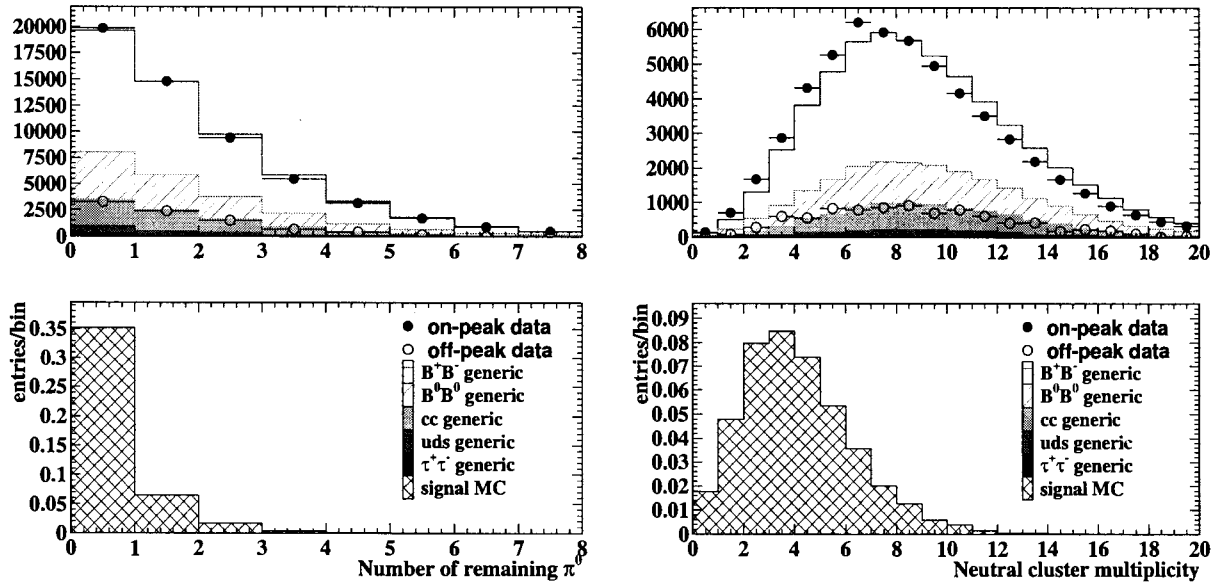 20000
17500
15000
12500
10000
7500
5000
2500
0
0 1 2 3 4 5 6 7 8
6000
5000
4000
3000
2000
1000
0
0 2 4 6 8 10 12 14 16 18 20
entries/bin
0.35
0.3
0.25
0.2
0.15
0.1
0.05
0
on-peak data
off-peak data
B⁺B⁻ generic
B⁰B⁰ generic
cc generic
uds generic
τ⁺τ⁻ generic
signal MC
0 1 2 3 4 5 6 7 8
Number of remaining π⁰
entries/bin
0.09
0.08
0.07
0.06
0.05
0.04
0.03
0.02
0.01
0
on-peak data
off-peak data
B⁺B⁻ generic
B⁰B⁰ generic
cc generic
uds generic
τ⁺τ⁻ generic
signal MC
0 2 4 6 8 10 12 14 16 18 20
Neutral cluster multiplicity